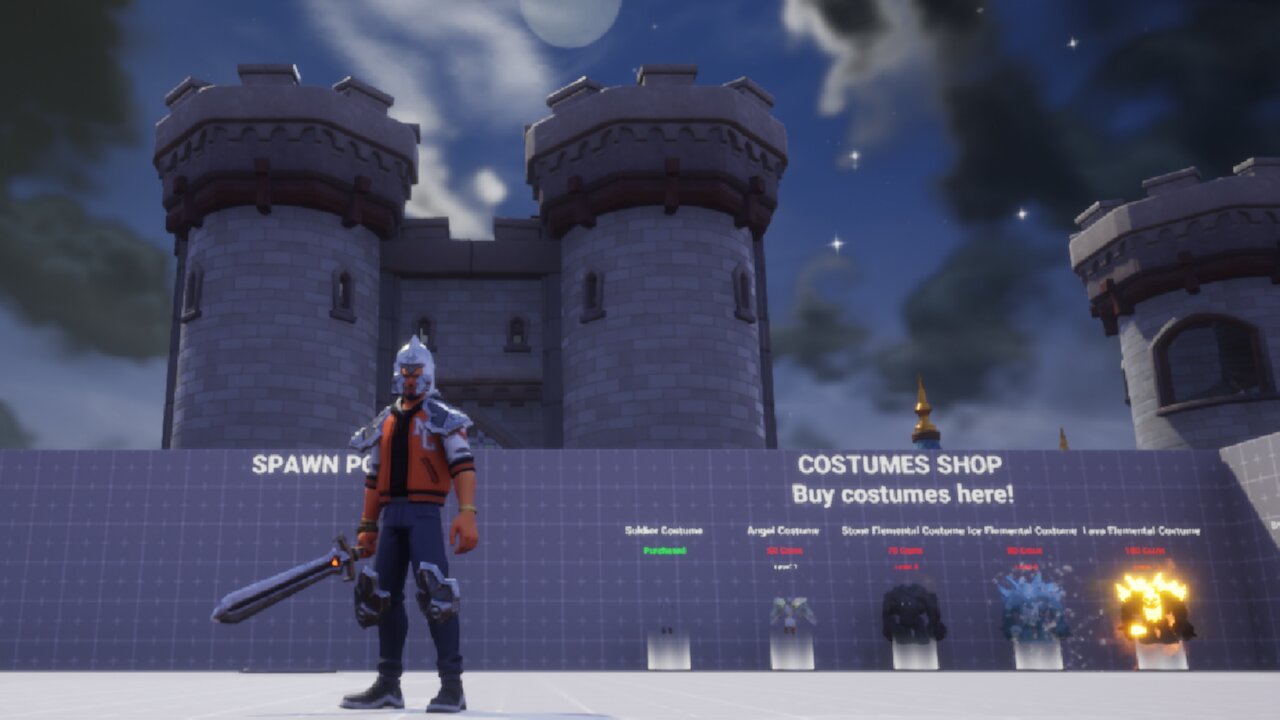 SPAWN PO
COSTUMES SHOP
Buy costumes here!
Soldier Costume
Angel Costume
Stone Elemental Costume
Icy Elemental Costume
Lava Elemental Costume
Purchased
50 Coins
70 Coins
90 Coins
100 Coins